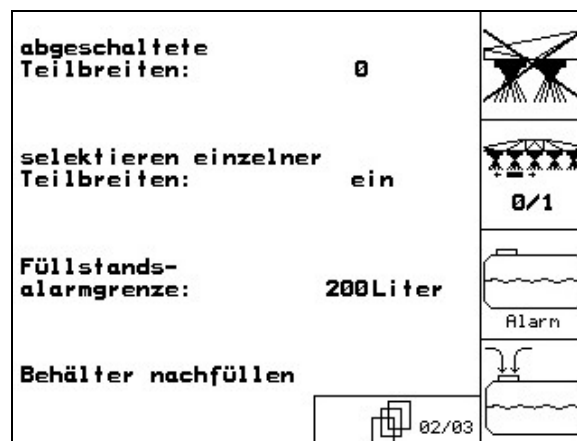 abgeschaltete
Teilbreiten: 0
selektieren einzelner
Teilbreiten: ein
0/1
Füllstands-
alarmgrenze: 200Liter
Alarm
Behälter nachfüllen
02/03